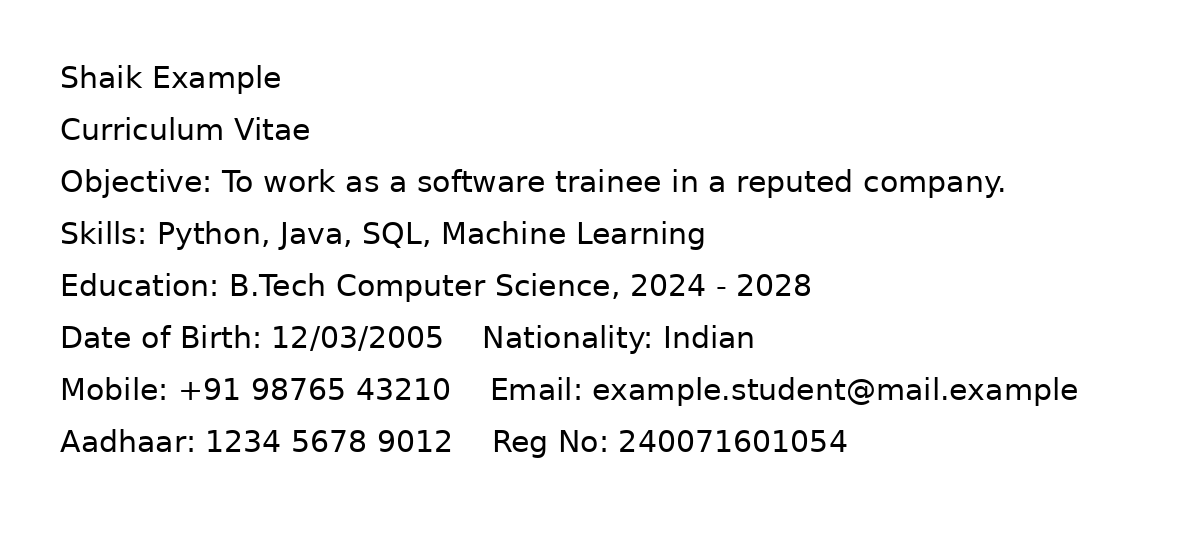 Shaik Example
Curriculum Vitae
Objective: To work as a software trainee in a reputed company.
Skills: Python, Java, SQL, Machine Learning
Education: B.Tech Computer Science, 2024 - 2028
Date of Birth: 12/03/2005    Nationality: Indian
Mobile: +91 98765 43210    Email: example.student@mail.example
Aadhaar: 1234 5678 9012    Reg No: 240071601054